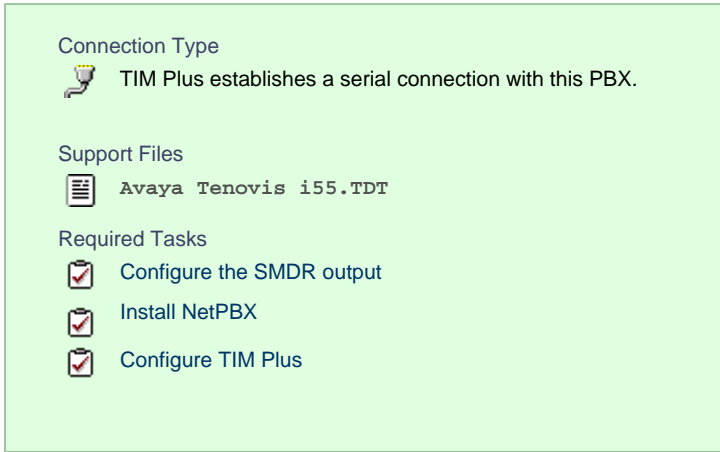 Connection Type
TIM Plus establishes a serial connection with this PBX.
Support Files
Avaya Tenovis i55.TDT
Required Tasks
Configure the SMDR output
Install NetPBX
Configure TIM Plus